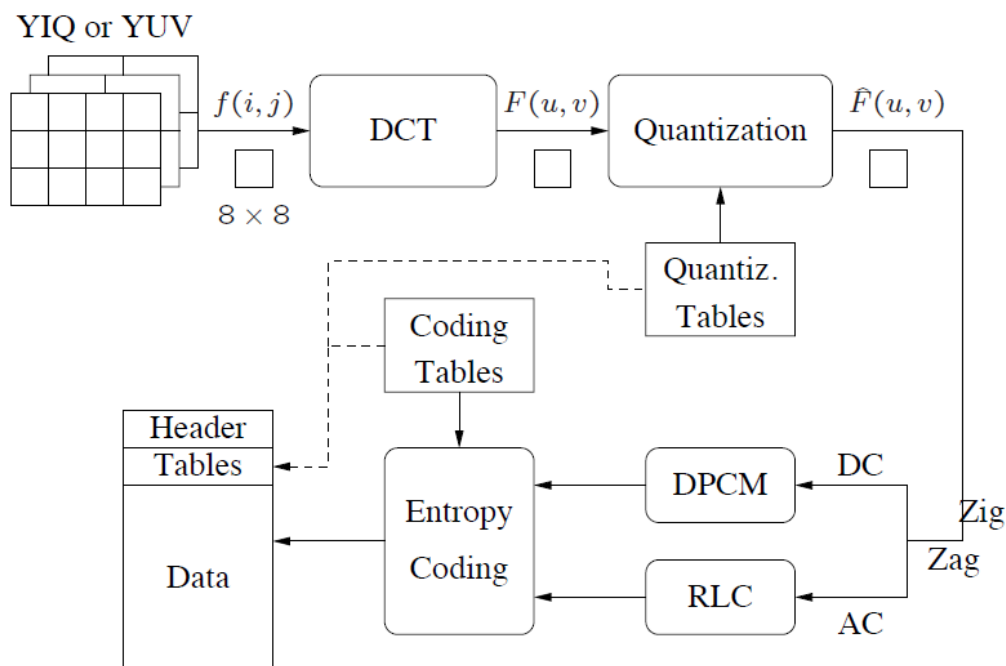 YIQ or YUV
f(i, j)
8 × 8
DCT
F(u, v)
Quantization
F̂(u, v)
Quantiz.
Tables
Coding
Tables
Header
Tables
Data
Entropy
Coding
DPCM
RLC
DC
AC
Zig
Zag